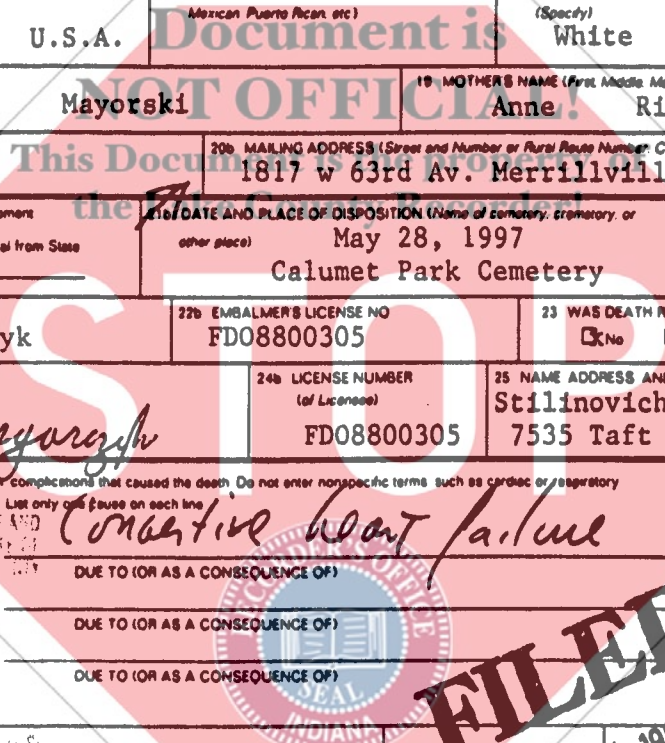 Mexican Puerto Rican, etc)
(Specify)
U.S.A.
White
Document is
NOT OFFICIAL!
This Document is the property of
the Lake County Recorder!
STOP
19 MOTHER'S NAME (First, Middle,
Mayorski
Anne
20b MAILING ADDRESS (Street and Number or Rural Route Number
1817 W 63rd Av. Merrillvill
21b DATE AND PLACE OF DISPOSITION (Name of cemetery, crematory, or
al from State
other place)
May 28, 1997
Calumet Park Cemetery
22b EMBALMER'S LICENSE NO
23 WAS DEATH R
yk
FD08800305
No
24b LICENSE NUMBER
25 NAME ADDRESS AN
(of Licensee)
Stilinovich
FD08800305
7535 Taft
complications that caused the death Do not enter nonspecific terms such as cardiac or respiratory
List only one cause on each line
Congestive heart failure
DUE TO (OR AS A CONSEQUENCE OF)
DUE TO (OR AS A CONSEQUENCE OF)
DUE TO (OR AS A CONSEQUENCE OF)
RECORDER'S OFFICE
SEAL
INDIANA
FILED